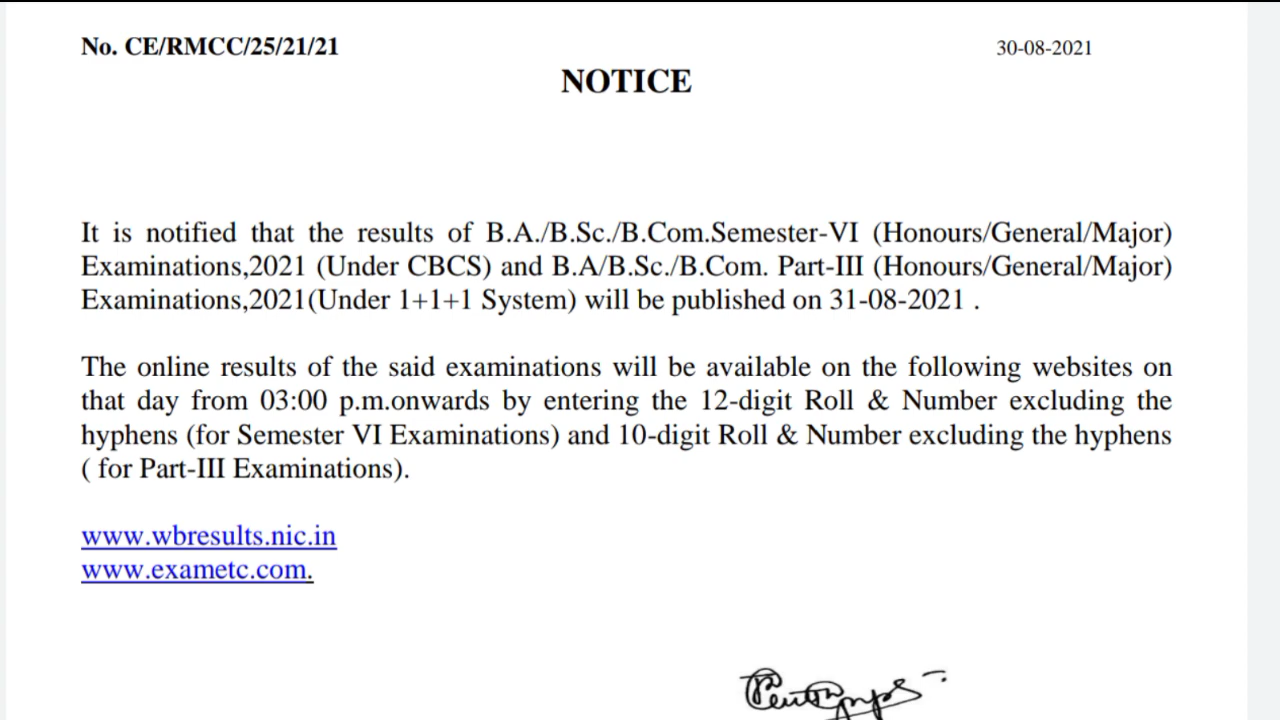 No. CE/RMCC/25/21/21 30-08-2021
NOTICE
It is notified that the results of B.A./B.Sc./B.Com.Semester-VI (Honours/General/Major)
Examinations,2021 (Under CBCS) and B.A/B.Sc./B.Com. Part-III (Honours/General/Major)
Examinations,2021(Under 1+1+1 System) will be published on 31-08-2021 .
The online results of the said examinations will be available on the following websites on
that day from 03:00 p.m.onwards by entering the 12-digit Roll & Number excluding the
hyphens (for Semester VI Examinations) and 10-digit Roll & Number excluding the hyphens
( for Part-III Examinations).
www.wbresults.nic.in
www.exametc.com.